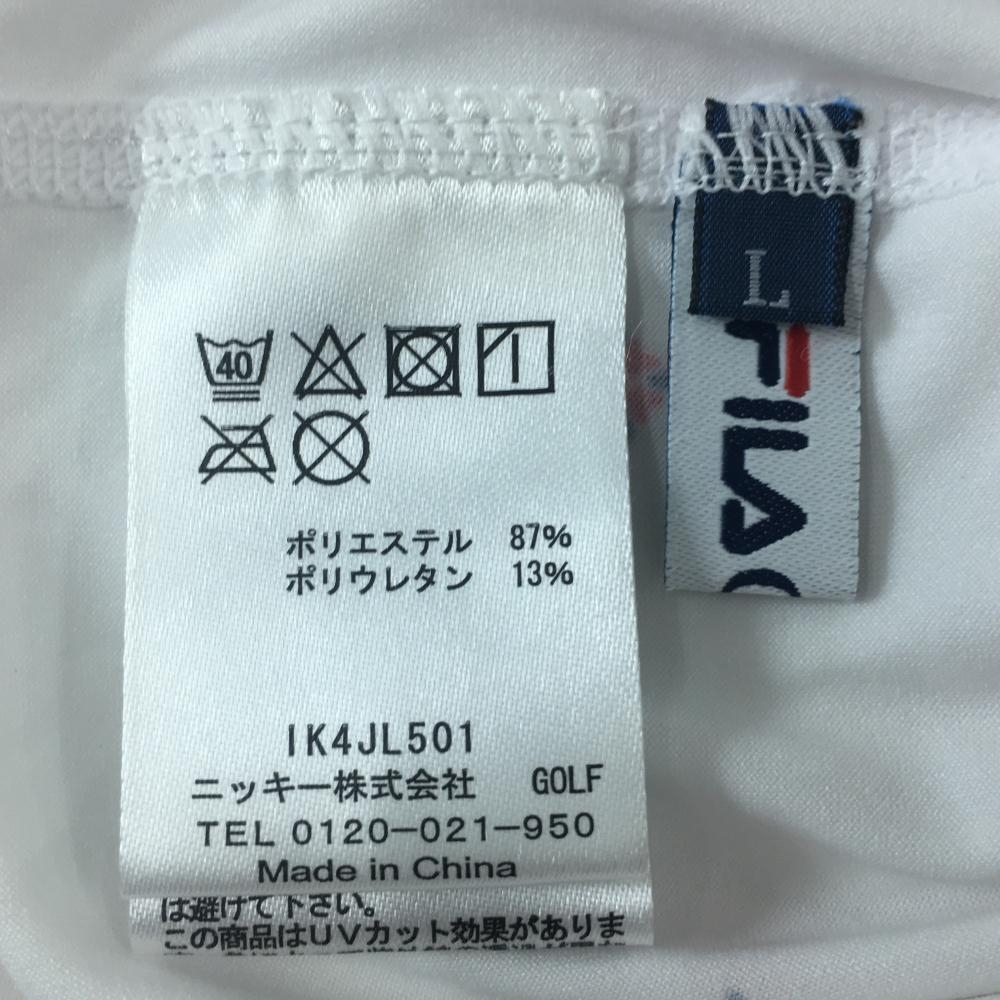 40
ポリエステル 87%
ポリウレタン 13%
IK4JL501
ニッキー株式会社 GOLF
TEL 0120-021-950
Made in China
は避けて下さい。
この商品はUVカット効果がありま
L
FILA